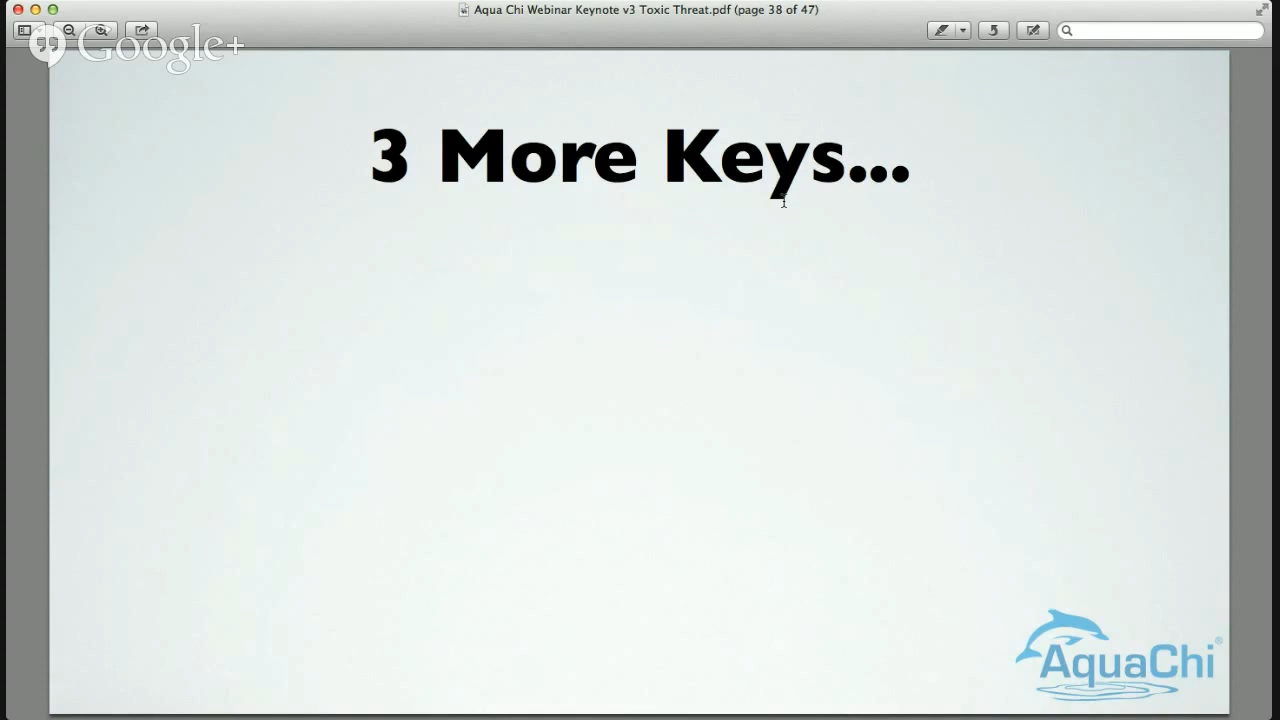 Aqua Chi Webinar Keynote v3 Toxic Threat.pdf (page 38 of 47)
Google+
3 More Keys...
AquaChi®